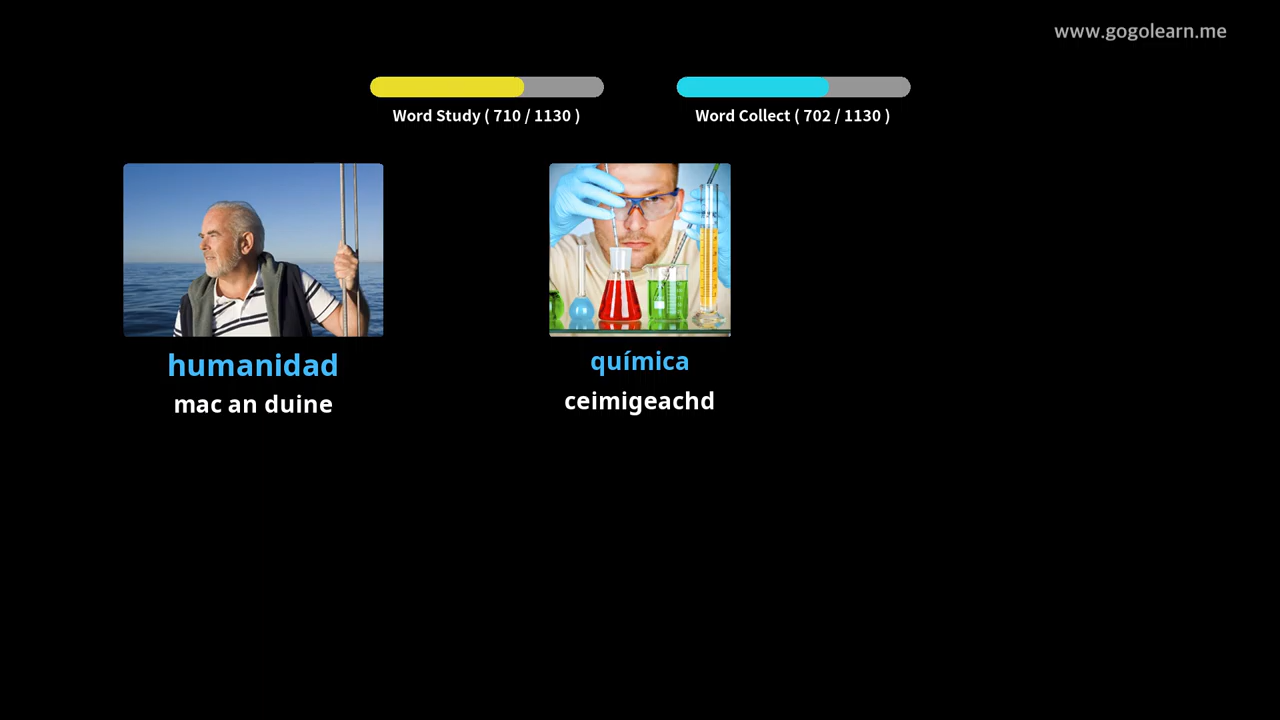 www.gogolearn.me
Word Study ( 710 / 1130 )
Word Collect ( 702 / 1130 )
humanidad
mac an duine
química
ceimigeachd